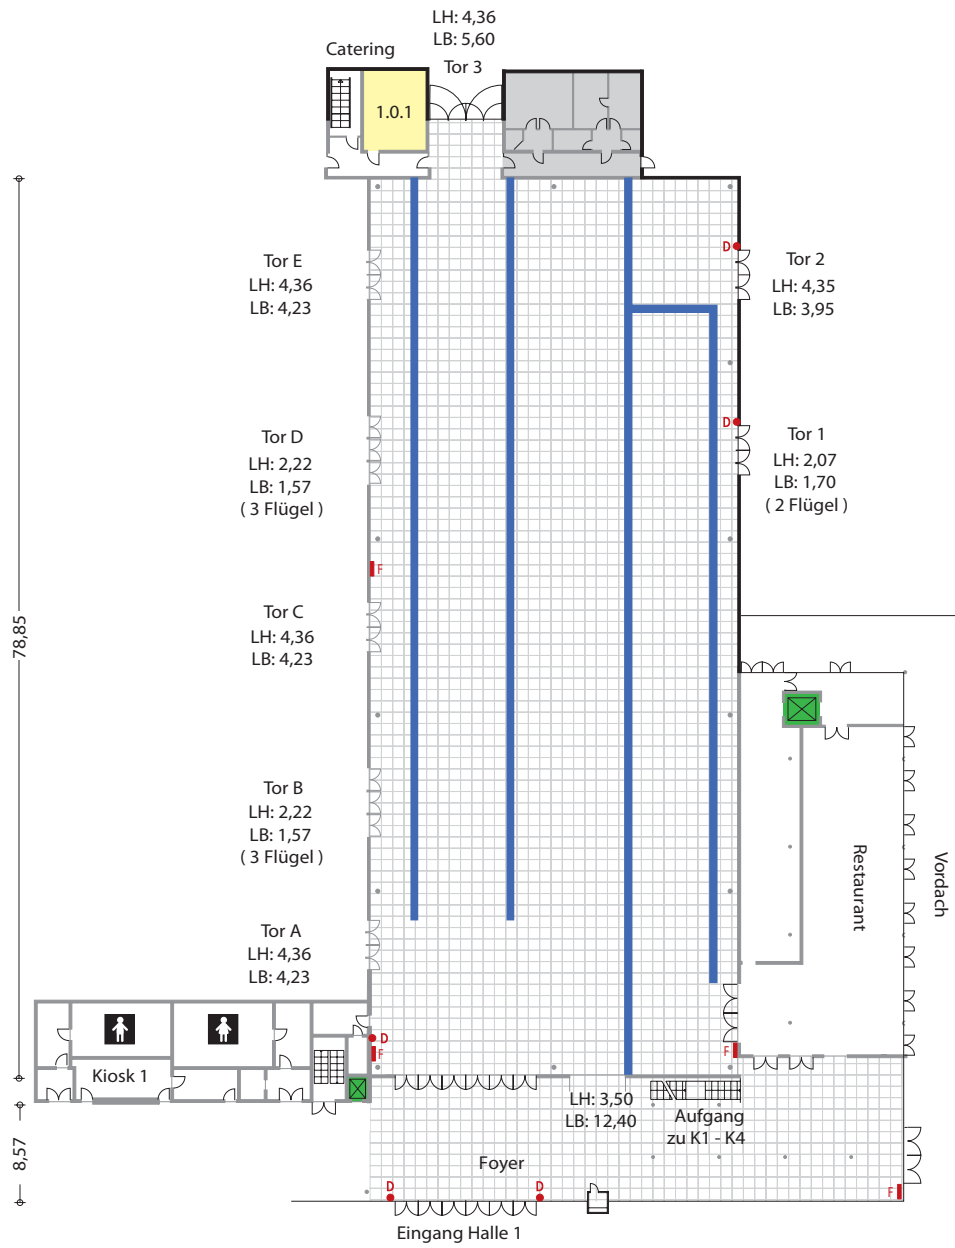 LH: 4,36
LB: 5,60
Tor 3
Catering
1.0.1
Tor E
LH: 4,36
LB: 4,23
D
Tor 2
LH: 4,35
LB: 3,95
Tor D
LH: 2,22
LB: 1,57
( 3 Flügel )
D
Tor 1
LH: 2,07
LB: 1,70
( 2 Flügel )
F
Tor C
LH: 4,36
LB: 4,23
78,85
Tor B
LH: 2,22
LB: 1,57
( 3 Flügel )
Restaurant
Vordach
Tor A
LH: 4,36
LB: 4,23
D
F
F
Kiosk 1
LH: 3,50
LB: 12,40
Aufgang
zu K1 - K4
8,57
Foyer
D
D
F
Eingang Halle 1